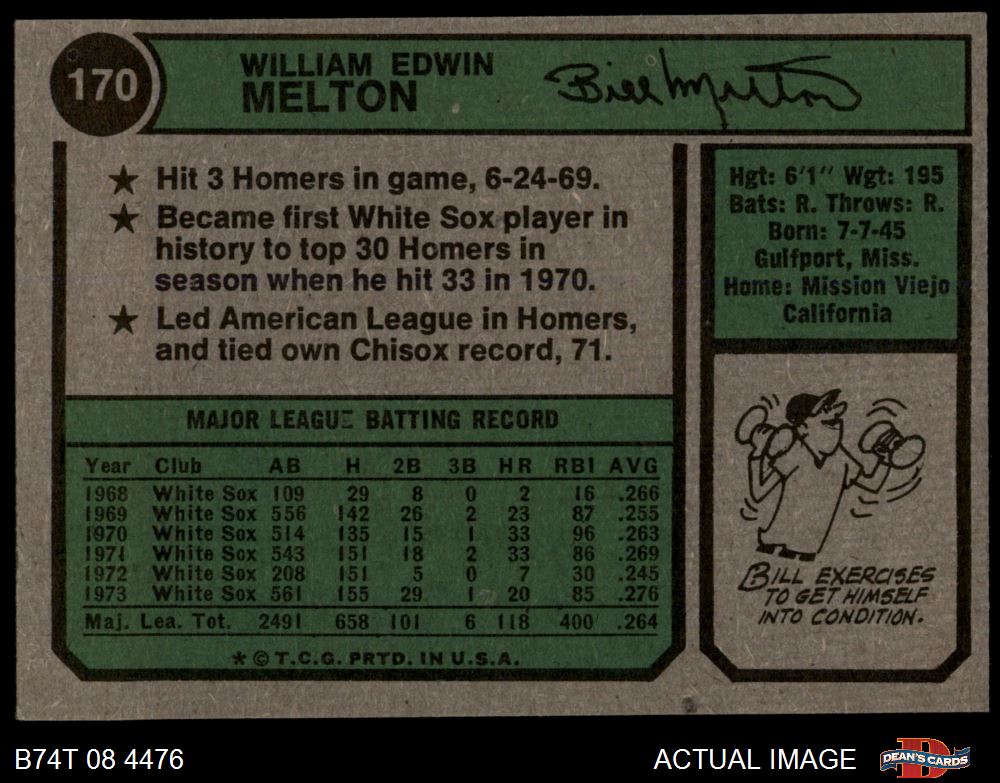 170
WILLIAM EDWIN
MELTON
Bill Melton
★ Hit 3 Homers in game, 6-24-69.
★ Became first White Sox player in
history to top 30 Homers in
season when he hit 33 in 1970.
★ Led American League in Homers,
and tied own Chisox record, 71.
Hgt: 6'1" Wgt: 195
Bats: R. Throws: R.
Born: 7-7-45
Gulfport, Miss.
Home: Mission Viejo
California
MAJOR LEAGUE BATTING RECORD
Year Club AB H 2B 3B HR RBI AVG
1968 White Sox 109 29 8 0 2 16 .266
1969 White Sox 556 142 26 2 23 87 .255
1970 White Sox 514 135 15 1 33 96 .263
1971 White Sox 543 151 18 2 33 86 .269
1972 White Sox 208 151 5 0 7 30 .245
1973 White Sox 561 155 29 1 20 85 .276
Maj. Lea. Tot. 2491 658 101 6 118 400 .264
* © T.C.G. PRTD. IN U.S.A.
BILL EXERCISES
TO GET HIMSELF
INTO CONDITION.
B74T 08 4476
ACTUAL IMAGE
DEAN'S CARDS